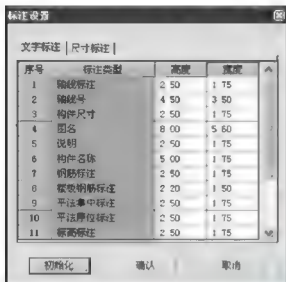 标注设置
文字标注 尺寸标注
序号 标注类型 高度 宽度
1 轴线标注 2.50 1.75
2 轴线号 4.50 3.50
3 构件尺寸 2.50 1.75
4 图名 8.00 5.60
5 说明 2.50 1.75
6 构件名称 5.00 1.75
7 钢筋标注 2.50 1.75
8 梁板钢筋标注 2.20 1.50
9 平法集中标注 2.50 1.75
10 平法原位标注 2.50 1.75
11 标高标注 2.50 1.75
初始化 确认 取消